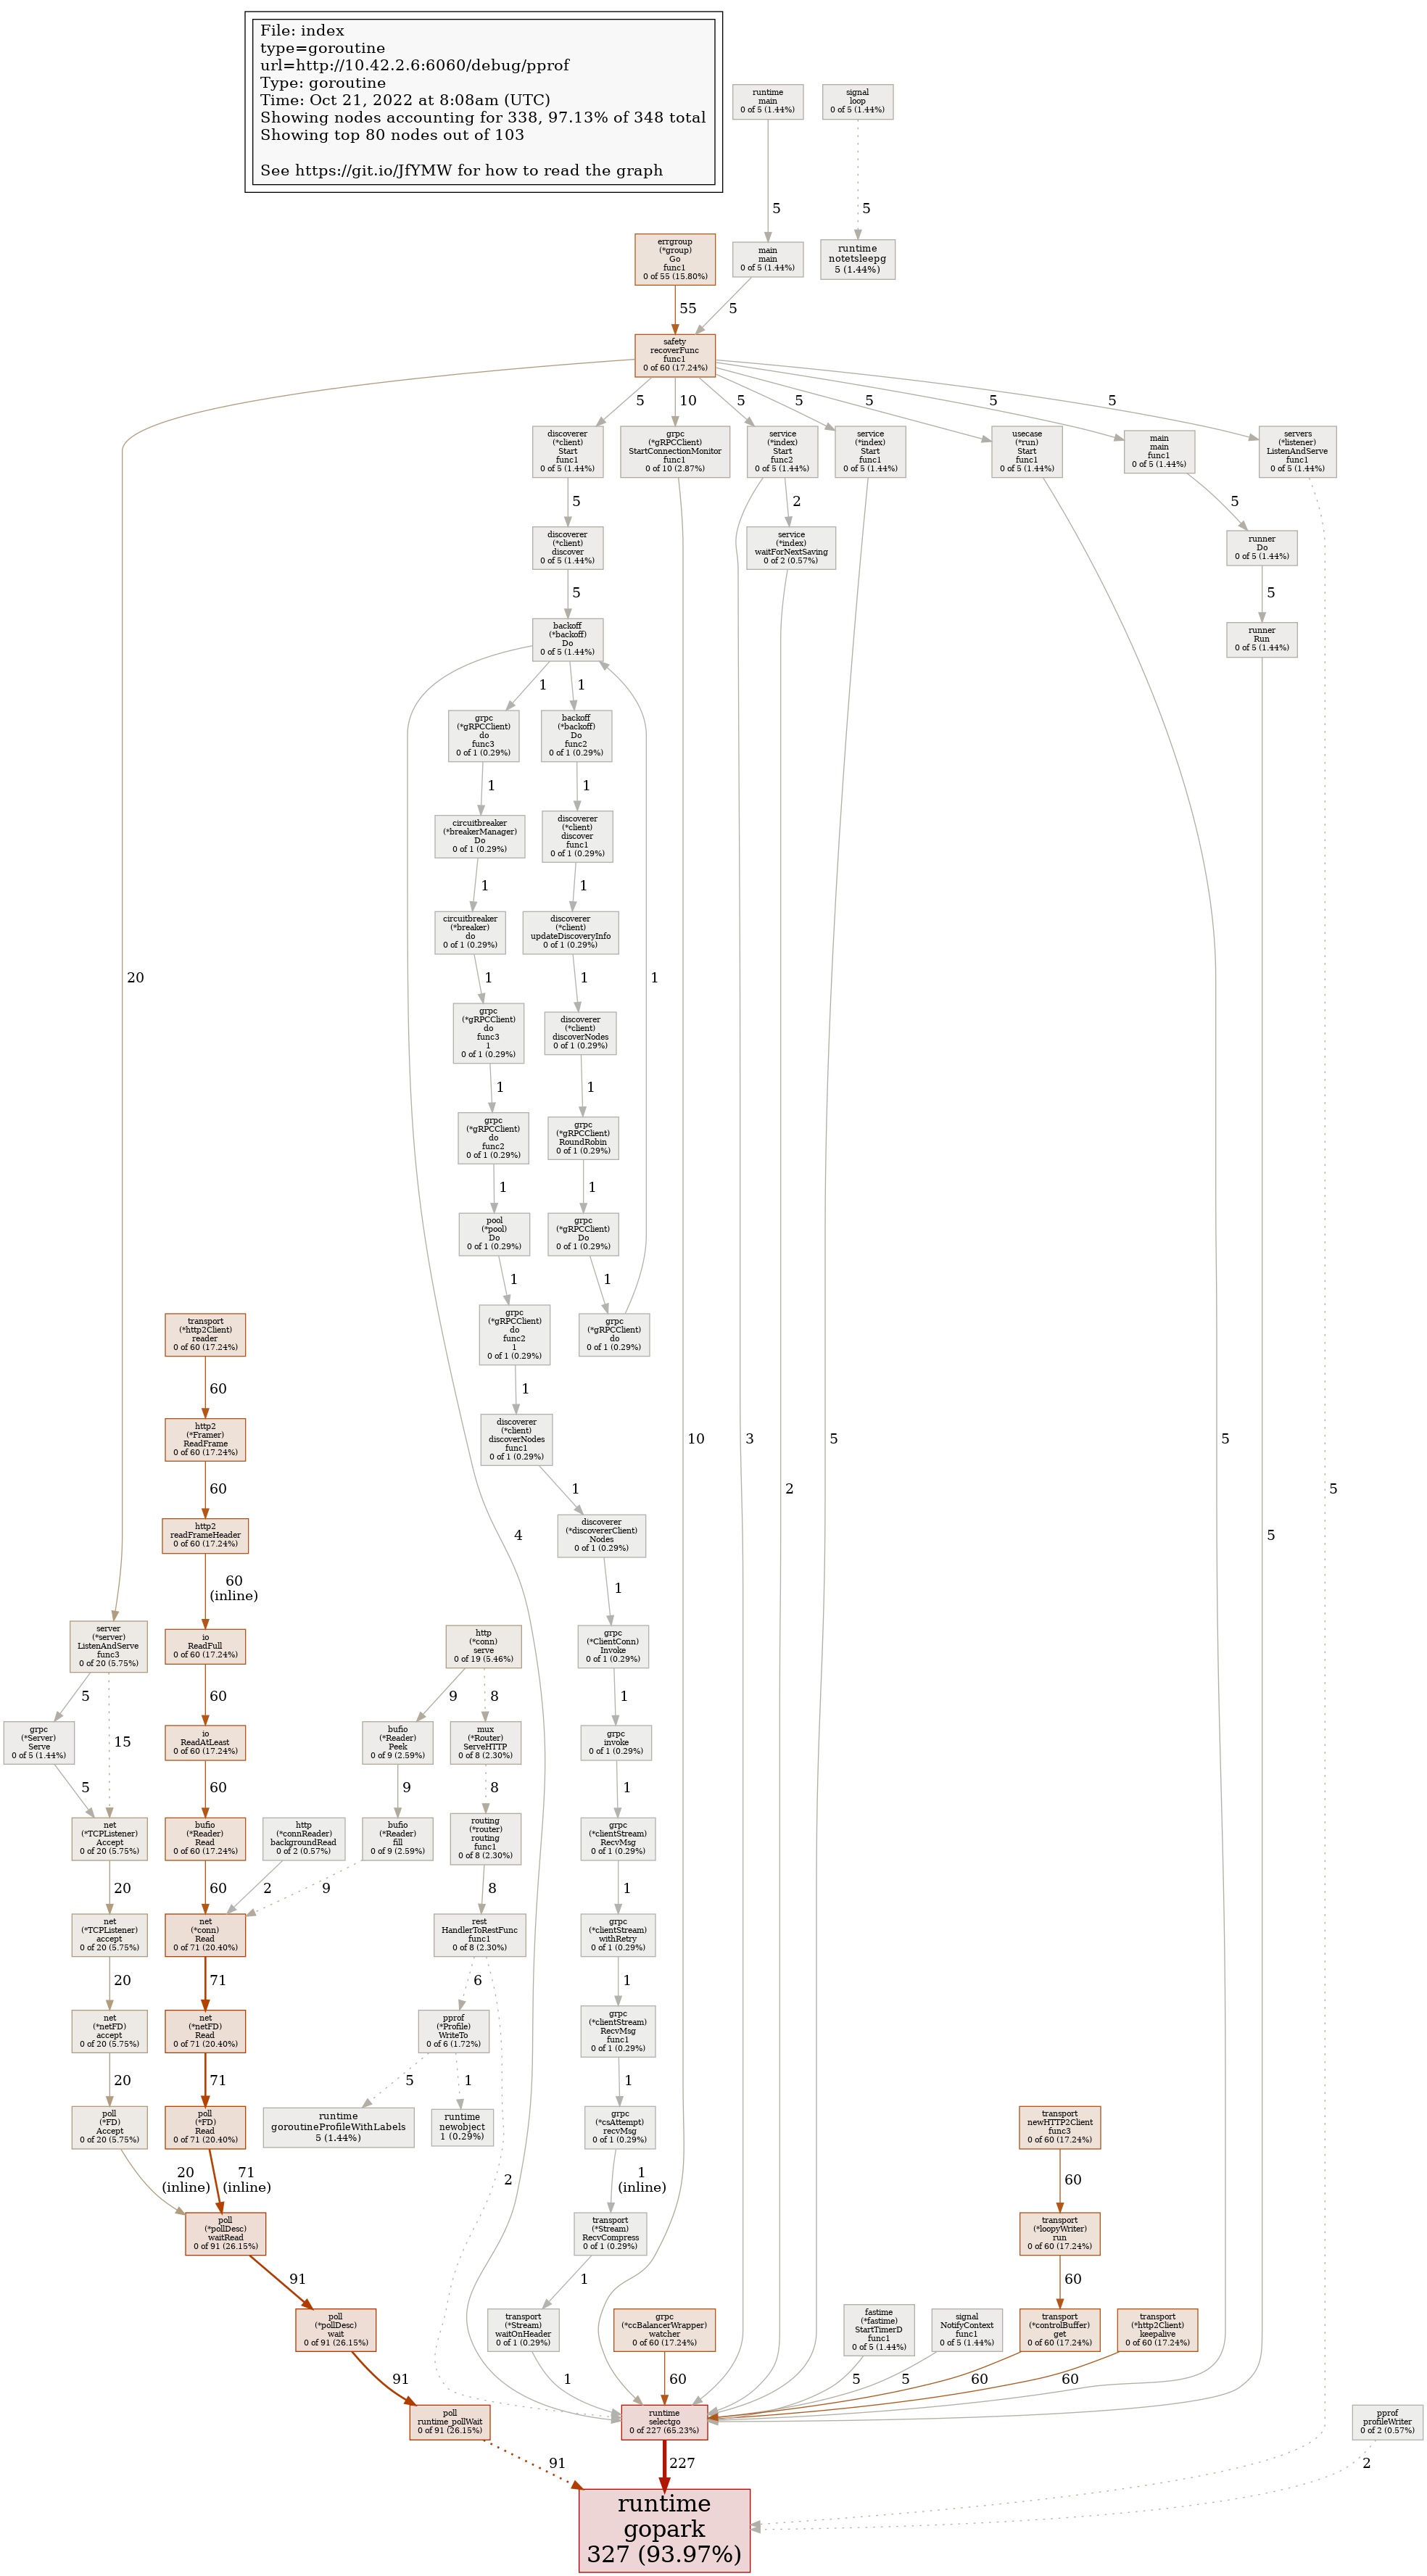 File: index
type=goroutine
url=http://10.42.2.6:6060/debug/pprof
Type: goroutine
Time: Oct 21, 2022 at 8:08am (UTC)
Showing nodes accounting for 338, 97.13% of 348 total
Showing top 80 nodes out of 103
See https://git.io/JfYMW for how to read the graph
runtime
main
0 of 5 (1.44%)
signal
loop
0 of 5 (1.44%)
5
5
errgroup
(*group)
Go
func1
0 of 55 (15.80%)
main
main
0 of 5 (1.44%)
runtime
notetsleepg
5 (1.44%)
55
5
safety
recoverFunc
func1
0 of 60 (17.24%)
5
10
5
5
5
5
5
discoverer
(*client)
Start
func1
0 of 5 (1.44%)
grpc
(*gRPCClient)
StartConnectionMonitor
func1
0 of 10 (2.87%)
service
(*index)
Start
func2
0 of 5 (1.44%)
service
(*index)
Start
func1
0 of 5 (1.44%)
usecase
(*run)
Start
func1
0 of 5 (1.44%)
main
main
func1
0 of 5 (1.44%)
servers
(*listener)
ListenAndServe
func1
0 of 5 (1.44%)
5
2
5
discoverer
(*client)
discover
0 of 5 (1.44%)
service
(*index)
waitForNextSaving
0 of 2 (0.57%)
runner
Do
0 of 5 (1.44%)
5
5
backoff
(*backoff)
Do
0 of 5 (1.44%)
runner
Run
0 of 5 (1.44%)
1
1
grpc
(*gRPCClient)
do
func3
0 of 1 (0.29%)
backoff
(*backoff)
Do
func2
0 of 1 (0.29%)
1
1
circuitbreaker
(*breakerManager)
Do
0 of 1 (0.29%)
discoverer
(*client)
discover
func1
0 of 1 (0.29%)
1
1
circuitbreaker
(*breaker)
do
0 of 1 (0.29%)
discoverer
(*client)
updateDiscoveryInfo
0 of 1 (0.29%)
20
1
1
1
grpc
(*gRPCClient)
do
func3
1
0 of 1 (0.29%)
discoverer
(*client)
discoverNodes
0 of 1 (0.29%)
1
1
grpc
(*gRPCClient)
do
func2
0 of 1 (0.29%)
grpc
(*gRPCClient)
RoundRobin
0 of 1 (0.29%)
1
1
pool
(*pool)
Do
0 of 1 (0.29%)
grpc
(*gRPCClient)
Do
0 of 1 (0.29%)
1
1
transport
(*http2Client)
reader
0 of 60 (17.24%)
grpc
(*gRPCClient)
do
func2
1
0 of 1 (0.29%)
grpc
(*gRPCClient)
do
0 of 1 (0.29%)
60
1
http2
(*Framer)
ReadFrame
0 of 60 (17.24%)
discoverer
(*client)
discoverNodes
func1
0 of 1 (0.29%)
10
3
5
5
60
1
2
5
http2
readFrameHeader
0 of 60 (17.24%)
4
discoverer
(*discovererClient)
Nodes
0 of 1 (0.29%)
5
60
(inline)
1
server
(*server)
ListenAndServe
func3
0 of 20 (5.75%)
io
ReadFull
0 of 60 (17.24%)
http
(*conn)
serve
0 of 19 (5.46%)
grpc
(*ClientConn)
Invoke
0 of 1 (0.29%)
5
60
9
8
1
grpc
(*Server)
Serve
0 of 5 (1.44%)
15
io
ReadAtLeast
0 of 60 (17.24%)
bufio
(*Reader)
Peek
0 of 9 (2.59%)
mux
(*Router)
ServeHTTP
0 of 8 (2.30%)
grpc
invoke
0 of 1 (0.29%)
5
60
9
8
1
net
(*TCPListener)
Accept
0 of 20 (5.75%)
bufio
(*Reader)
Read
0 of 60 (17.24%)
http
(*connReader)
backgroundRead
0 of 2 (0.57%)
bufio
(*Reader)
fill
0 of 9 (2.59%)
routing
(*router)
routing
func1
0 of 8 (2.30%)
grpc
(*clientStream)
RecvMsg
0 of 1 (0.29%)
20
60
2
9
8
1
net
(*TCPListener)
accept
0 of 20 (5.75%)
net
(*conn)
Read
0 of 71 (20.40%)
rest
HandlerToRestFunc
func1
0 of 8 (2.30%)
grpc
(*clientStream)
withRetry
0 of 1 (0.29%)
20
71
6
1
net
(*netFD)
accept
0 of 20 (5.75%)
net
(*netFD)
Read
0 of 71 (20.40%)
pprof
(*Profile)
WriteTo
0 of 6 (1.72%)
grpc
(*clientStream)
RecvMsg
func1
0 of 1 (0.29%)
20
71
5
1
1
poll
(*FD)
Accept
0 of 20 (5.75%)
poll
(*FD)
Read
0 of 71 (20.40%)
runtime
goroutineProfileWithLabels
5 (1.44%)
runtime
newobject
1 (0.29%)
grpc
(*csAttempt)
recvMsg
0 of 1 (0.29%)
transport
newHTTP2Client
func3
0 of 60 (17.24%)
20
(inline)
71
(inline)
2
1
(inline)
60
poll
(*pollDesc)
waitRead
0 of 91 (26.15%)
transport
(*Stream)
RecvCompress
0 of 1 (0.29%)
transport
(*loopyWriter)
run
0 of 60 (17.24%)
91
1
60
poll
(*pollDesc)
wait
0 of 91 (26.15%)
transport
(*Stream)
waitOnHeader
0 of 1 (0.29%)
grpc
(*ccBalancerWrapper)
watcher
0 of 60 (17.24%)
fastime
(*fastime)
StartTimerD
func1
0 of 5 (1.44%)
signal
NotifyContext
func1
0 of 5 (1.44%)
transport
(*controlBuffer)
get
0 of 60 (17.24%)
transport
(*http2Client)
keepalive
0 of 60 (17.24%)
91
1
60
5
5
60
60
poll
runtime_pollWait
0 of 91 (26.15%)
runtime
selectgo
0 of 227 (65.23%)
pprof
profileWriter
0 of 2 (0.57%)
91
227
2
runtime
gopark
327 (93.97%)